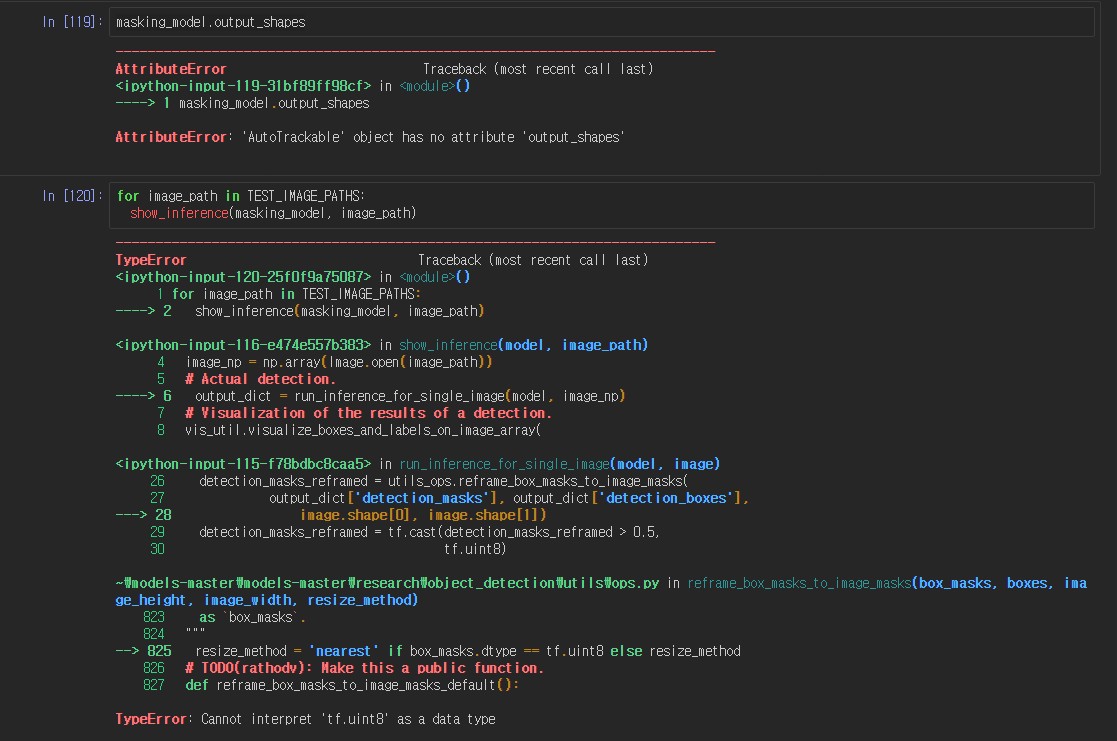 In [119]: masking_model.output_shapes
---------------------------------------------------------------------------
AttributeError                            Traceback (most recent call last)
<ipython-input-119-31bf89ff98cf> in <module>()
----> 1 masking_model.output_shapes

AttributeError: 'AutoTrackable' object has no attribute 'output_shapes'

In [120]: for image_path in TEST_IMAGE_PATHS:
  show_inference(masking_model, image_path)
---------------------------------------------------------------------------
TypeError                                 Traceback (most recent call last)
<ipython-input-120-25f0f9a75087> in <module>()
      1 for image_path in TEST_IMAGE_PATHS:
----> 2   show_inference(masking_model, image_path)

<ipython-input-116-e474e557b383> in show_inference(model, image_path)
      4   image_np = np.array(Image.open(image_path))
      5   # Actual detection.
----> 6   output_dict = run_inference_for_single_image(model, image_np)
      7   # Visualization of the results of a detection.
      8   vis_util.visualize_boxes_and_labels_on_image_array(

<ipython-input-115-f78bdbc8caa5> in run_inference_for_single_image(model, image)
     26     detection_masks_reframed = utils_ops.reframe_box_masks_to_image_masks(
     27               output_dict['detection_masks'], output_dict['detection_boxes'],
---> 28                image.shape[0], image.shape[1])
     29     detection_masks_reframed = tf.cast(detection_masks_reframed > 0.5,
     30                                        tf.uint8)

~₩models-master₩models-master₩research₩object_detection₩utils₩ops.py in reframe_box_masks_to_image_masks(box_masks, boxes, ima
ge_height, image_width, resize_method)
    823     as `box_masks`.
    824   """
--> 825   resize_method = 'nearest' if box_masks.dtype == tf.uint8 else resize_method
    826   # TODO(rathodv): Make this a public function.
    827   def reframe_box_masks_to_image_masks_default():

TypeError: Cannot interpret 'tf.uint8' as a data type